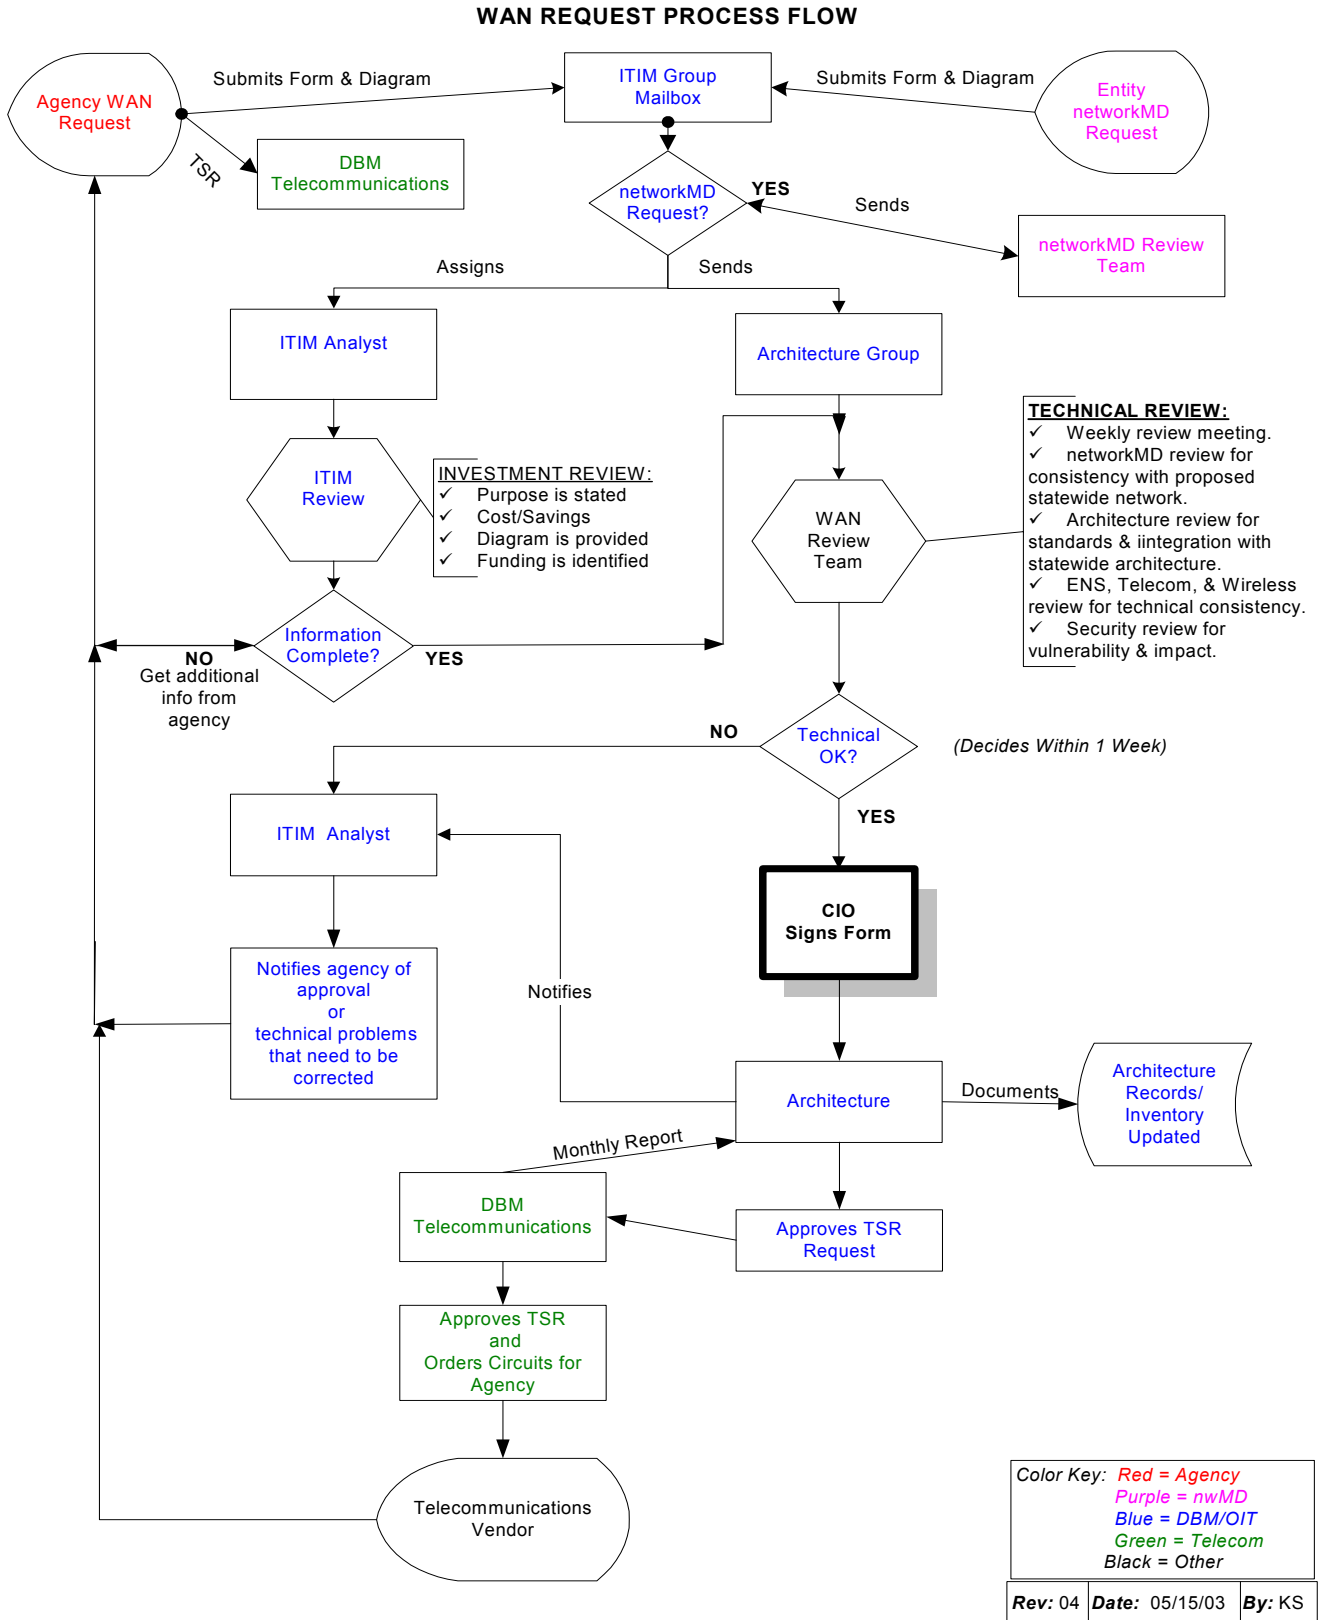 WAN REQUEST PROCESS FLOW
Submits Form & Diagram
ITIM Group
Mailbox
Submits Form & Diagram
Agency WAN
Request
Entity
networkMD
Request
TSR
DBM
Telecommunications
networkMD
Request?
YES
Sends
networkMD Review
Team
Assigns
Sends
ITIM Analyst
Architecture Group
ITIM
Review
INVESTMENT REVIEW:
✓ Purpose is stated
✓ Cost/Savings
✓ Diagram is provided
✓ Funding is identified
WAN
Review
Team
TECHNICAL REVIEW:
✓ Weekly review meeting.
✓ networkMD review for
consistency with proposed
statewide network.
✓ Architecture review for
standards & iintegration with
statewide architecture.
✓ ENS, Telecom, & Wireless
review for technical consistency.
✓ Security review for
vulnerability & impact.
Information
Complete?
NO
Get additional
info from
agency
YES
NO
Technical
OK?
(Decides Within 1 Week)
YES
ITIM Analyst
CIO
Signs Form
Notifies agency of
approval
or
technical problems
that need to be
corrected
Notifies
Architecture
Documents
Architecture
Records/
Inventory
Updated
Monthly Report
DBM
Telecommunications
Approves TSR
Request
Approves TSR
and
Orders Circuits for
Agency
Telecommunications
Vendor
Color Key: Red = Agency
Purple = nwMD
Blue = DBM/OIT
Green = Telecom
Black = Other
Rev: 04 Date: 05/15/03 By: KS